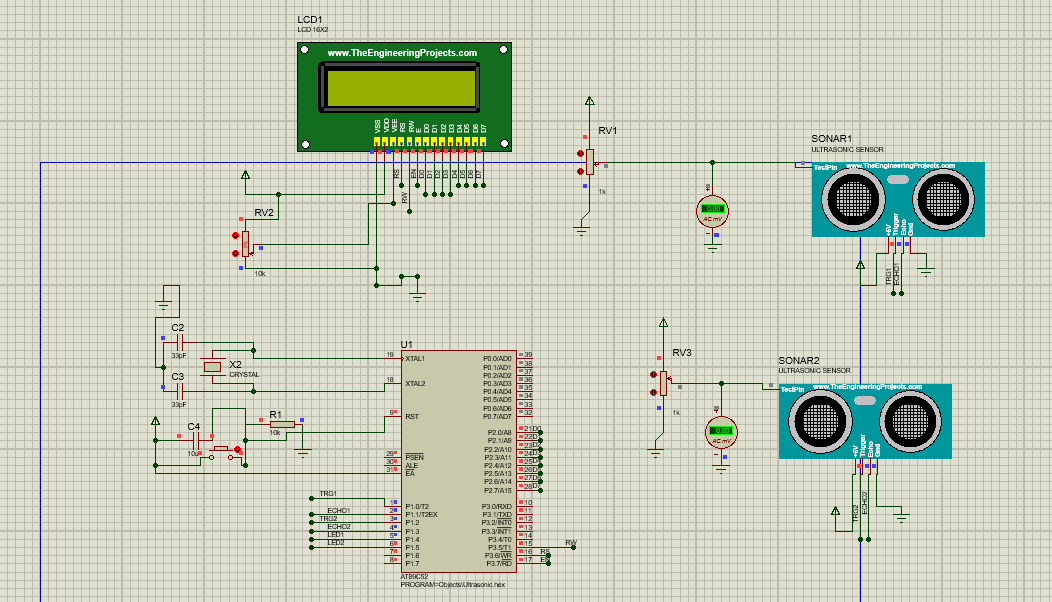 LCD1
LCD 16X2
www.TheEngineeringProjects.com
VSS
VDD
VEE
RS
RW
E
D0
D1
D2
D3
D4
D5
D6
D7
RS
RW
EN
D0
D1
D2
D3
D4
D5
D6
D7
RV1
1k
0.00
AC mV
SONAR1
ULTRASONIC SENSOR
TestPin
www.TheEngineeringProjects.com
+5V
Trigger
Echo
Gnd
TRG1
ECHO1
RV2
10k
C2
33pF
X2
CRYSTAL
C3
33pF
R1
10k
C4
10u
U1
19
XTAL1
18
XTAL2
9
RST
29
PSEN
30
ALE
31
EA
TRG1
1
P1.0/T2
ECHO1
2
P1.1/T2EX
TRG2
3
P1.2
ECHO2
4
P1.3
LED1
5
P1.4
LED2
6
P1.5
7
P1.6
8
P1.7
P0.0/AD0
39
P0.1/AD1
38
P0.2/AD2
37
P0.3/AD3
36
P0.4/AD4
35
P0.5/AD5
34
P0.6/AD6
33
P0.7/AD7
32
P2.0/A8
21
D0
P2.1/A9
22
P2.2/A10
23
P2.3/A11
24
P2.4/A12
25
P2.5/A13
26
P2.6/A14
27
P2.7/A15
28
P3.0/RXD
10
P3.1/TXD
11
P3.2/INT0
12
P3.3/INT1
13
P3.4/T0
14
P3.5/T1
15
RW
P3.6/WR
16
RS
P3.7/RD
17
AT89C52
PROGRAM=Objects\Ultrasonic.hex
RV3
1k
0.00
AC mV
SONAR2
ULTRASONIC SENSOR
TestPin
www.TheEngineeringProjects.com
+5V
Trigger
Echo
Gnd
TRG2
ECHO2